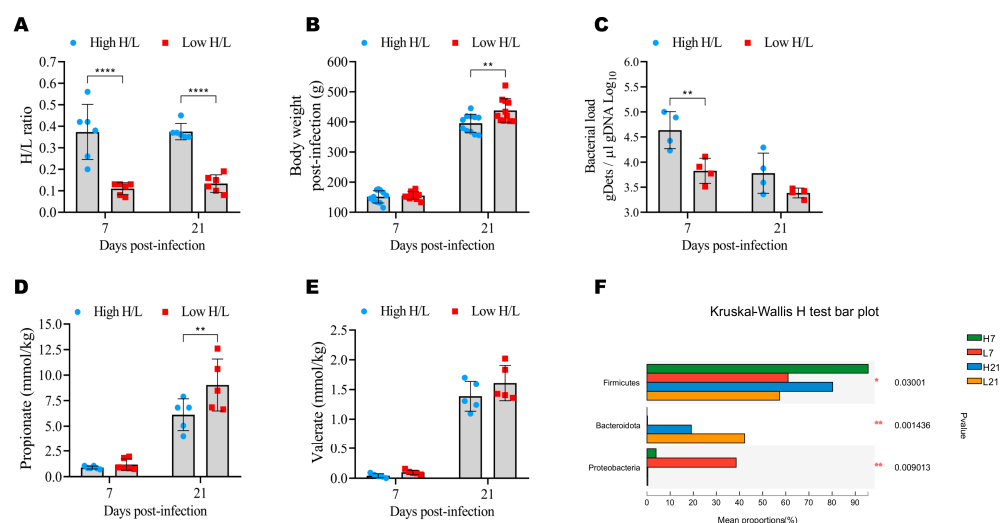 A
High H/L
Low H/L
****
****
H/L ratio
0.7
0.6
0.5
0.4
0.3
0.2
0.1
0.0
7
21
Days post-infection
B
High H/L
Low H/L
**
Body weight
post-infection (g)
600
500
400
300
200
100
7
21
Days post-infection
C
High H/L
Low H/L
**
Bacterial load
gDets / µl gDNA Log10
6.0
5.5
5.0
4.5
4.0
3.5
3.0
7
21
Days post-infection
D
High H/L
Low H/L
**
Propionate (mmol/kg)
15.0
12.5
10.0
7.5
5.0
2.5
0.0
7
21
Days post-infection
E
High H/L
Low H/L
Valerate (mmol/kg)
2.5
2.0
1.5
1.0
0.5
0.0
7
21
Days post-infection
F
Kruskal-Wallis H test bar plot
H7
L7
H21
L21
Firmicutes
* 0.03001
Bacteroidota
** 0.001436
Proteobacteria
** 0.009013
Pvalue
0 10 20 30 40 50 60 70 80 90
Mean proportions(%)